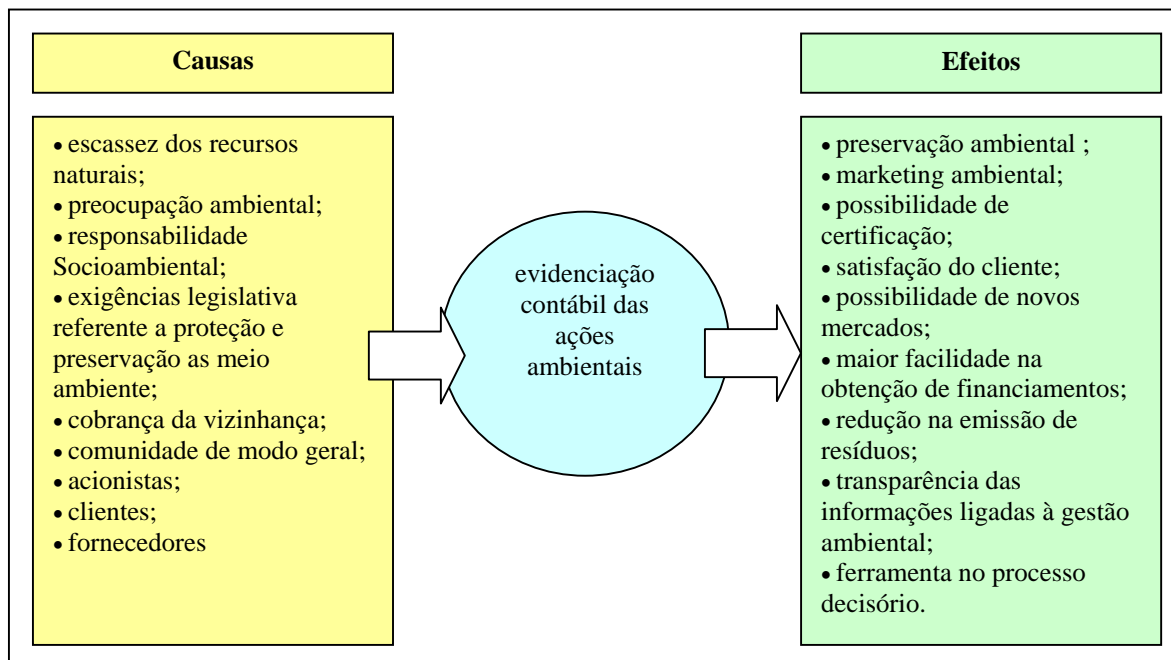 Causas
• escassez dos recursos
naturais;
• preocupação ambiental;
• responsabilidade
Socioambiental;
• exigências legislativa
referente a proteção e
preservação as meio
ambiente;
• cobrança da vizinhança;
• comunidade de modo geral;
• acionistas;
• clientes;
• fornecedores
evidenciação
contábil das
ações
ambientais
Efeitos
• preservação ambiental ;
• marketing ambiental;
• possibilidade de
certificação;
• satisfação do cliente;
• possibilidade de novos
mercados;
• maior facilidade na
obtenção de financiamentos;
• redução na emissão de
resíduos;
• transparência das
informações ligadas à gestão
ambiental;
• ferramenta no processo
decisório.